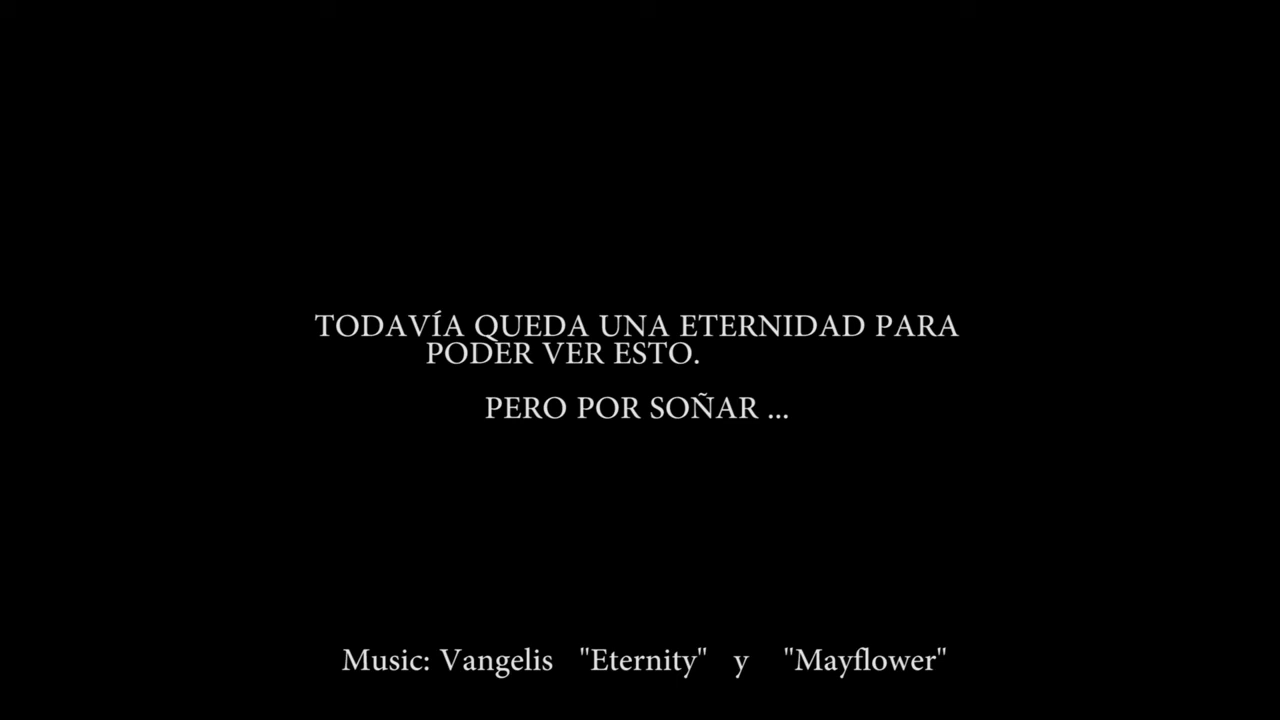 TODAVÍA QUEDA UNA ETERNIDAD PARA
PODER VER ESTO.
PERO POR SOÑAR ...
Music: Vangelis "Eternity" y "Mayflower"